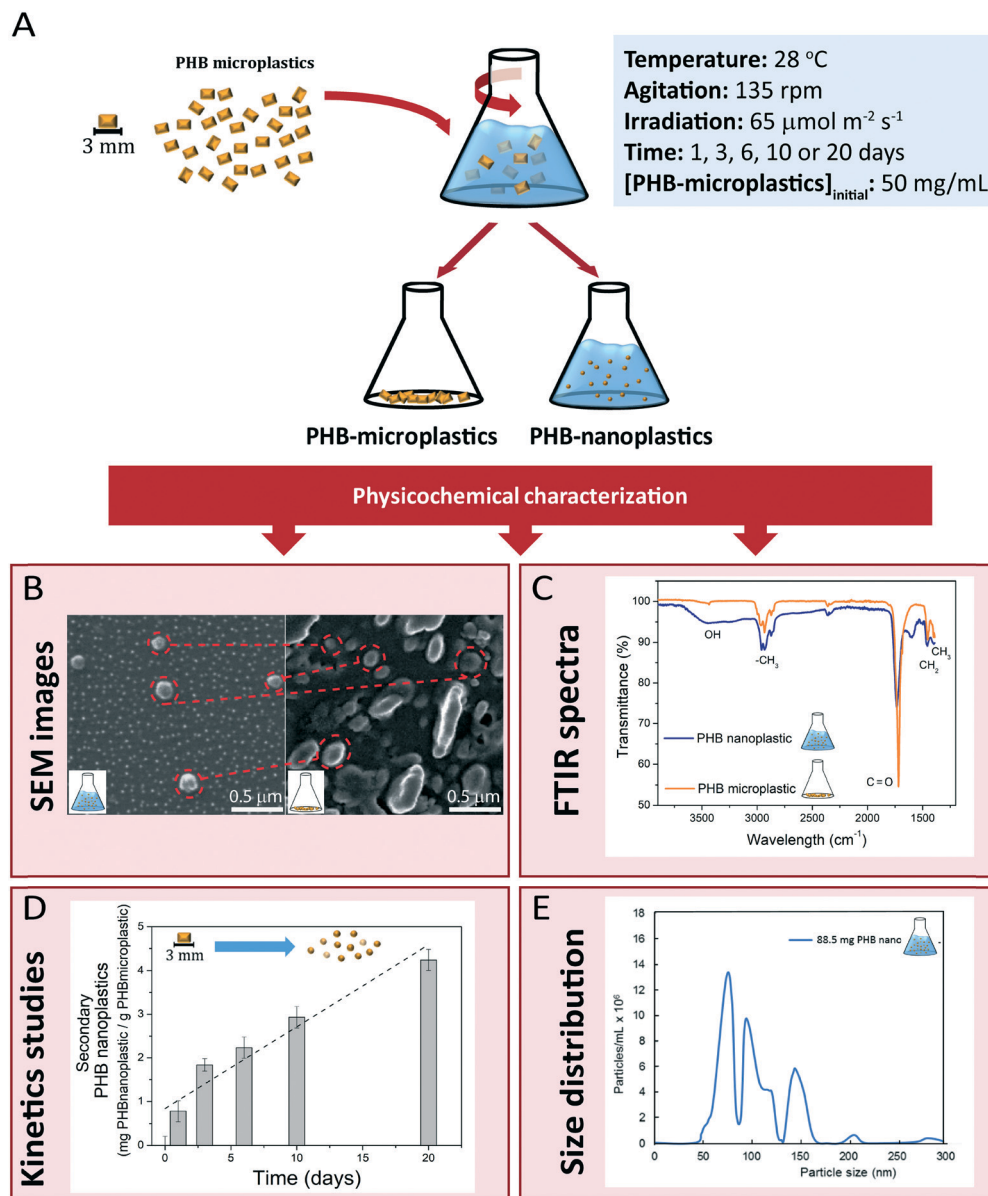 A
PHB microplastics
3 mm
Temperature: 28 °C
Agitation: 135 rpm
Irradiation: 65 μmol m⁻² s⁻¹
Time: 1, 3, 6, 10 or 20 days
[PHB-microplastics]initial: 50 mg/mL
PHB-microplastics
PHB-nanoplastics
Physicochemical characterization
B
SEM images
0.5 μm
0.5 μm
C
FTIR spectra
Transmittance (%)
100
90
80
70
60
50
OH
-CH₃
C=O
CH₃
CH₂
PHB nanoplastic
PHB microplastic
3500 3000 2500 2000 1500
Wavelength (cm⁻¹)
D
Kinetics studies
Secondary
PHB nanoplastics
(mg PHBnanoplastic / g PHBmicroplastic)
5
4
3
2
1
0
3 mm
0 5 10 15 20
Time (days)
E
Size distribution
Particles/mL x 10⁶
18
16
14
12
10
8
6
4
2
0
88.5 mg PHB nano
0 50 100 150 200 250 300
Particle size (nm)